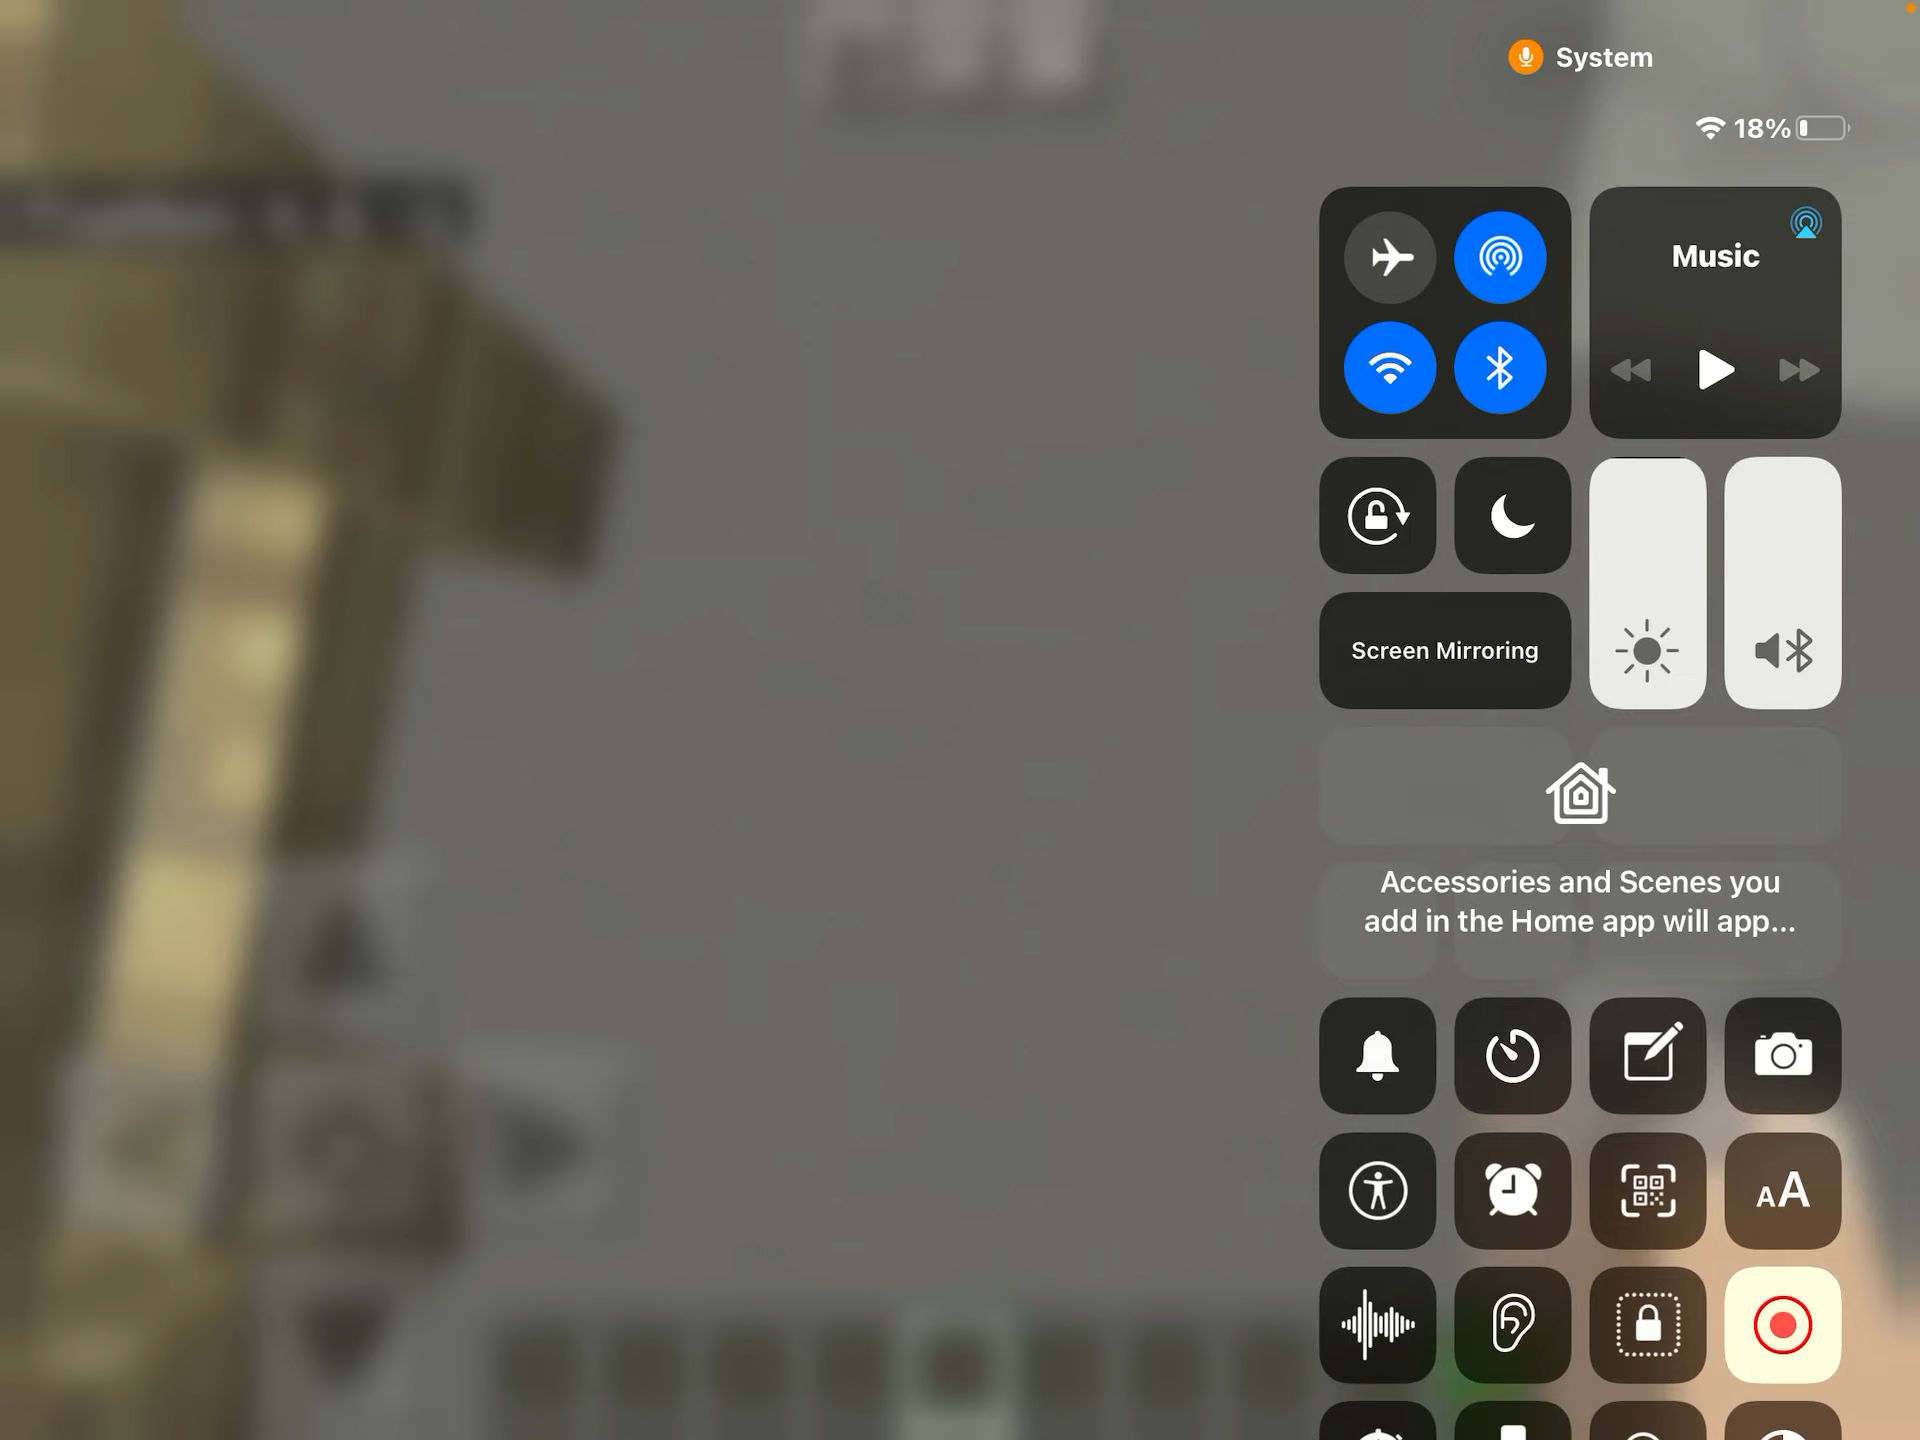 System
18%
Music
Screen Mirroring
Accessories and Scenes you
add in the Home app will app...
AA